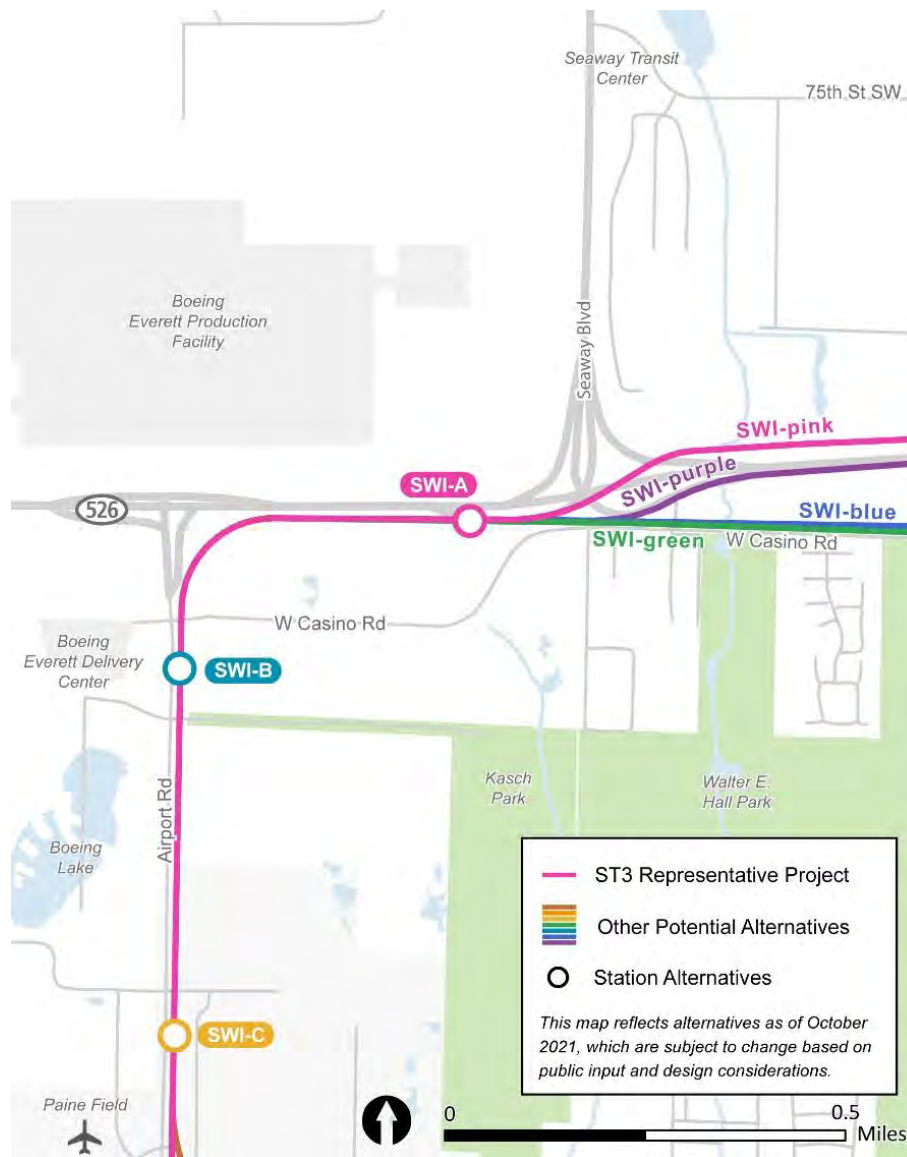 Seaway Transit
Center
75th St SW
Boeing
Everett Production
Facility
Seaway Blvd
SWI-pink
SWI-purple
SWI-A
526
SWI-blue
SWI-green
W Casino Rd
W Casino Rd
Boeing
Everett Delivery
Center
SWI-B
Airport Rd
Kasch
Park
Walter E.
Hall Park
Boeing
Lake
ST3 Representative Project
Other Potential Alternatives
Station Alternatives
This map reflects alternatives as of October
2021, which are subject to change based on
public input and design considerations.
SWI-C
Paine Field
0
0.5
Miles